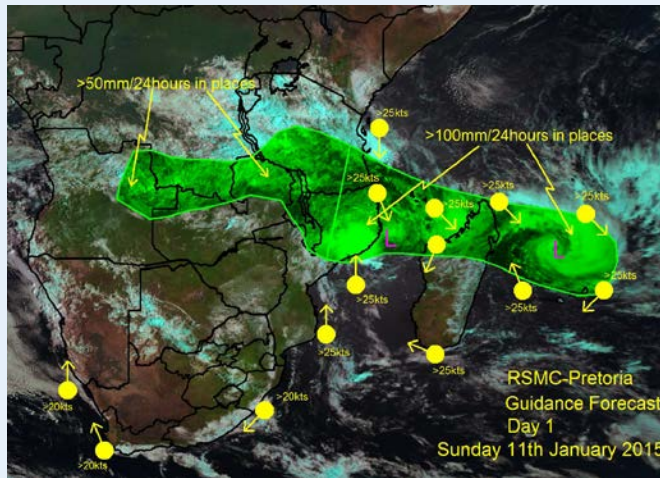 >50mm/24hours in places
>25kts
>100mm/24hours in places
>25kts
>25kts
>25kts
>25kts
>25kts
>25kts
>25kts
>25kts
>25kts
>20kts
>20kts
>20kts
L
L
RSMC-Pretoria
Guidance Forecast
Day 1
Sunday 11th January 2015